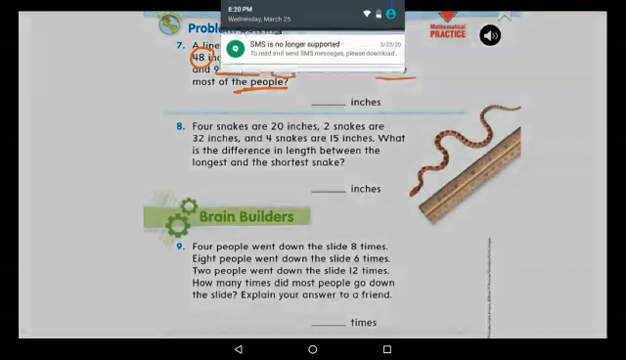 8:20 PM
Wednesday, March 25
SMS is no longer supported
3/23/20
To read and send SMS messages, please download..
Mathematical
PRACTICE
7. A line
48 inc
and 9
most of the people?
inches
8. Four snakes are 20 inches, 2 snakes are
32 inches, and 4 snakes are 15 inches. What
is the difference in length between the
longest and the shortest snake?
inches
Brain Builders
9. Four people went down the slide 8 times.
Eight people went down the slide 6 times.
Two people went down the slide 12 times.
How many times did most people go down
the slide? Explain your answer to a friend.
times